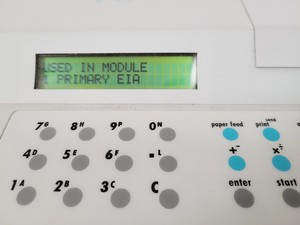 USED IN MODULE
PRIMARY EIA
7G 8H 9P 0N paper feed send print
4D 5E 6F ▪L +- x÷
1A 2B 3C C enter start